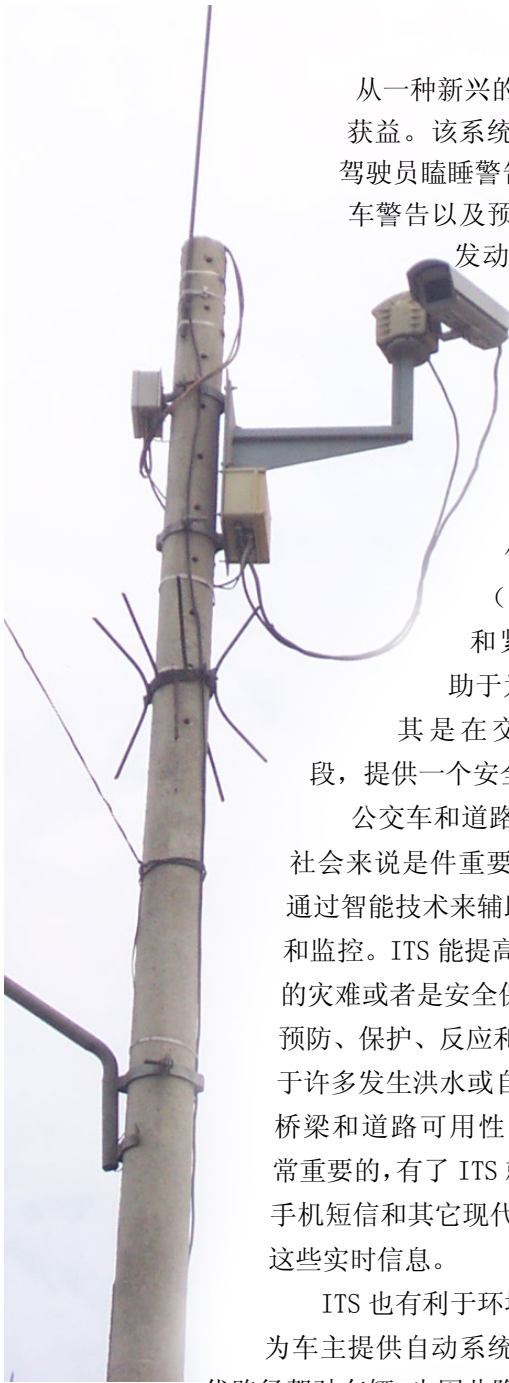 从一种新兴的
获益。该系统
驾驶员瞌睡警告
车警告以及预
发动
（
和紧
助于
其是在交
段，提供一个安全
公交车和道路
社会来说是件重要
通过智能技术来辅助
和监控。ITS 能提高
的灾难或者是安全保
预防、保护、反应和
于许多发生洪水或自
桥梁和道路可用性
常重要的，有了 ITS 就
手机短信和其它现代
这些实时信息。
ITS 也有利于环境
为车主提供自动系统